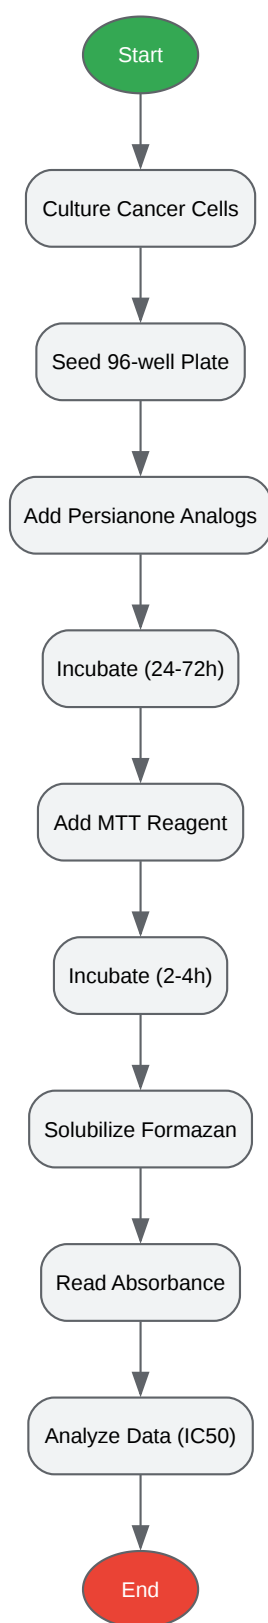 Start
Culture Cancer Cells
Seed 96-well Plate
Add Persianone Analogs
Incubate (24-72h)
Add MTT Reagent
Incubate (2-4h)
Solubilize Formazan
Read Absorbance
Analyze Data (IC50)
End